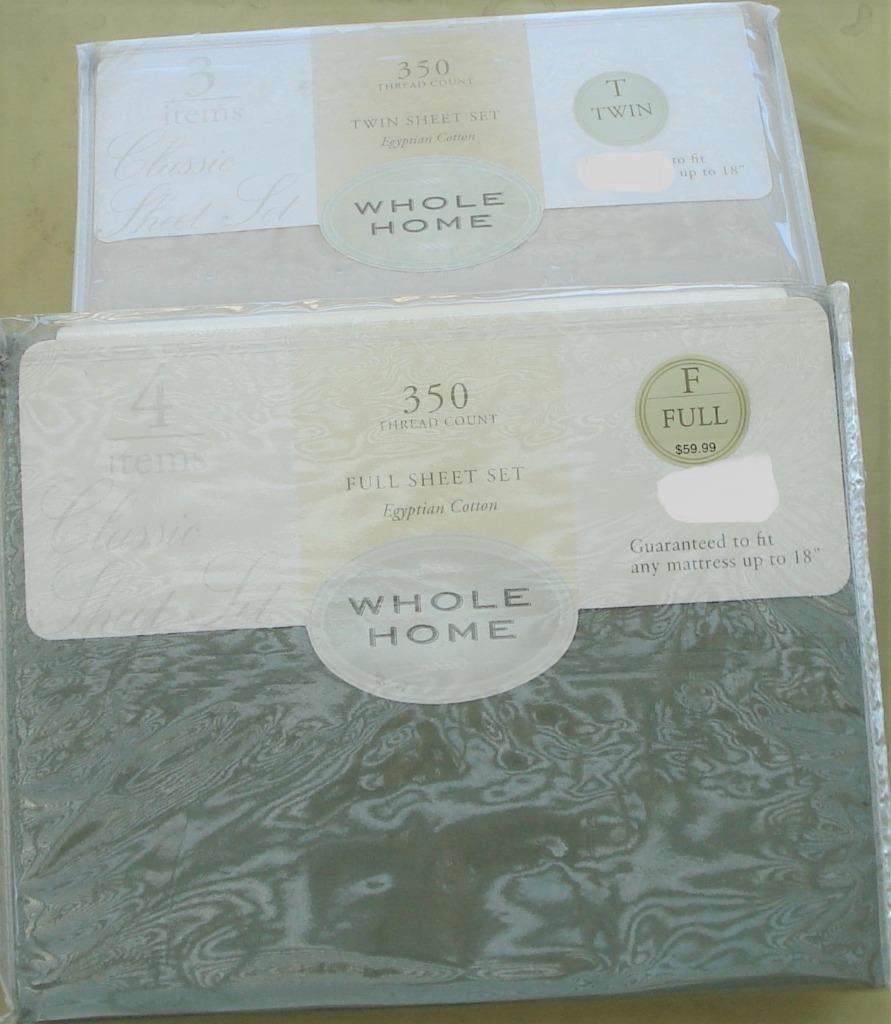 3
items
Classic
Sheet Set
350
THREAD COUNT
TWIN SHEET SET
Egyptian Cotton
WHOLE
HOME
T
TWIN
to fit
up to 18"
4
items
Classic
Sheet Set
350
THREAD COUNT
FULL SHEET SET
Egyptian Cotton
WHOLE
HOME
F
FULL
$59.99
Guaranteed to fit
any mattress up to 18"